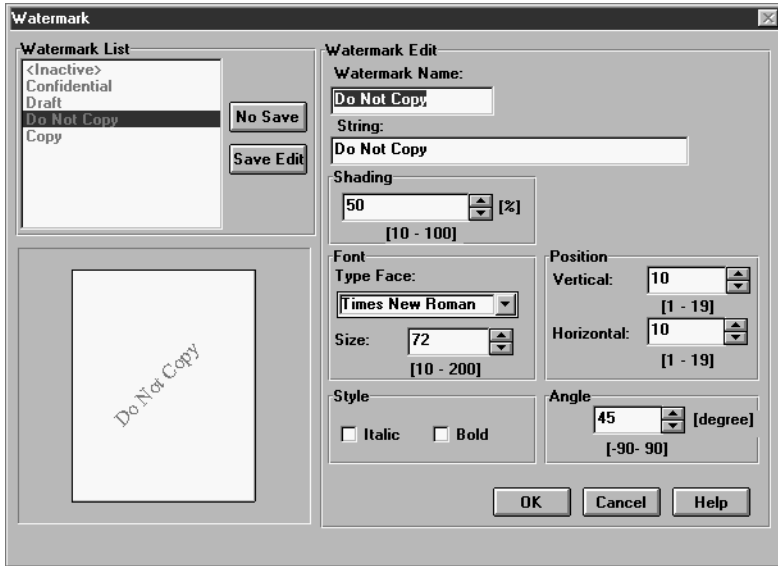 Watermark
Watermark List
<Inactive>
Confidential
Draft
Do Not Copy
Copy
No Save
Save Edit
Do Not Copy
Watermark Edit
Watermark Name:
Do Not Copy
String:
Do Not Copy
Shading
50 [%]
[10 - 100]
Font
Type Face:
Times New Roman
Size: 72
[10 - 200]
Position
Vertical: 10
[1 - 19]
Horizontal: 10
[1 - 19]
Style
Italic Bold
Angle
45 [degree]
[-90- 90]
OK Cancel Help